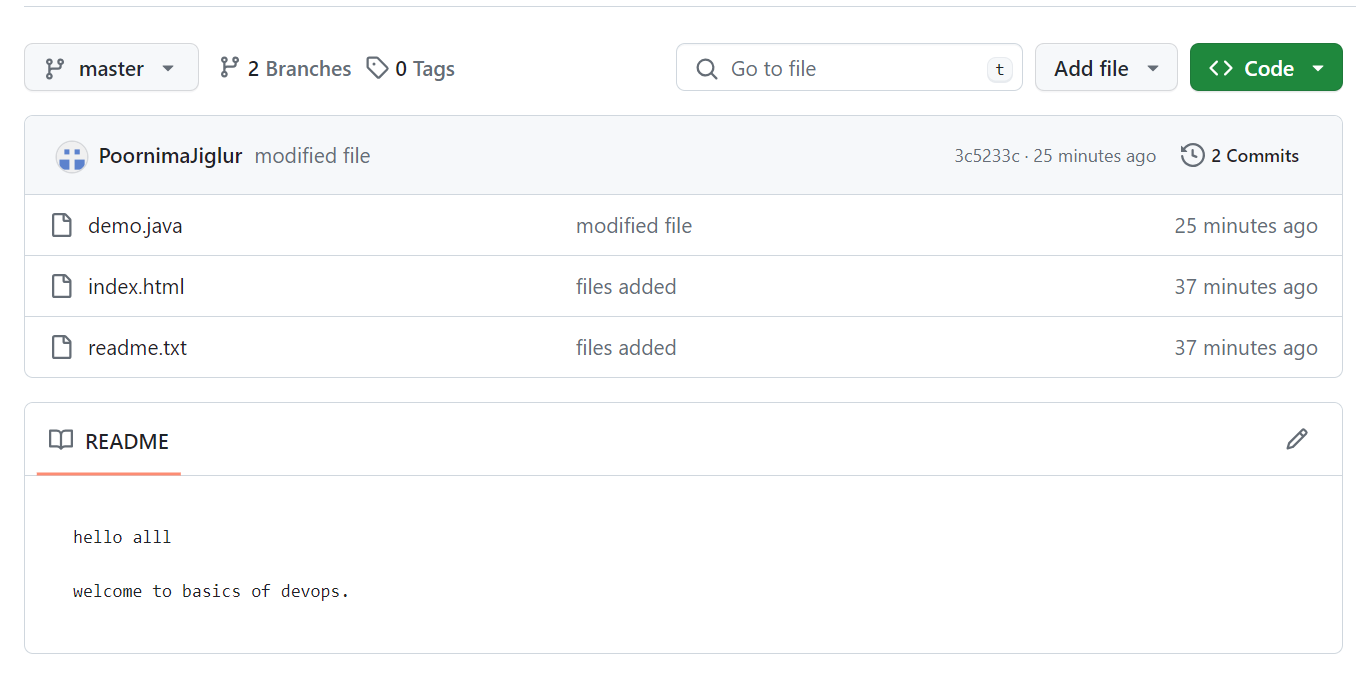 master 2 Branches 0 Tags Go to file t Add file Code
PoornimaJiglur modified file 3c5233c · 25 minutes ago 2 Commits
demo.java modified file 25 minutes ago
index.html files added 37 minutes ago
readme.txt files added 37 minutes ago
README
hello alll
welcome to basics of devops.